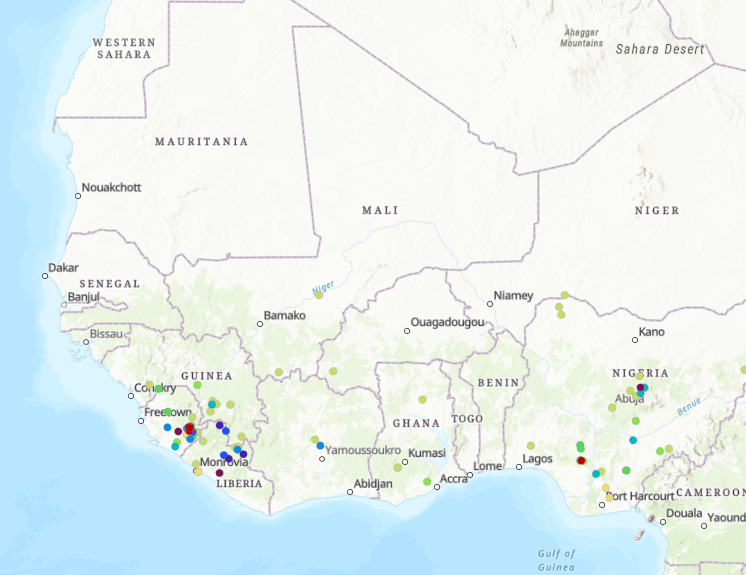 Ahaggar
Mountains
Sahara Desert
WESTERN
SAHARA
MAURITANIA
Nouakchott
MALI
NIGER
Dakar
SENEGAL
Banjul
Niger
Niamey
Bamako
Ouagadougou
Bissau
Kano
GUINEA
NIGERIA
Conakry
BENIN
Abuja
Freetown
GHANA
TOGO
Benue
Yamoussoukro
Kumasi
Monrovia
Lome
Lagos
LIBERIA
Abidjan
Accra
Port Harcourt
CAMEROON
Douala
Yaound
Gulf of
Guinea